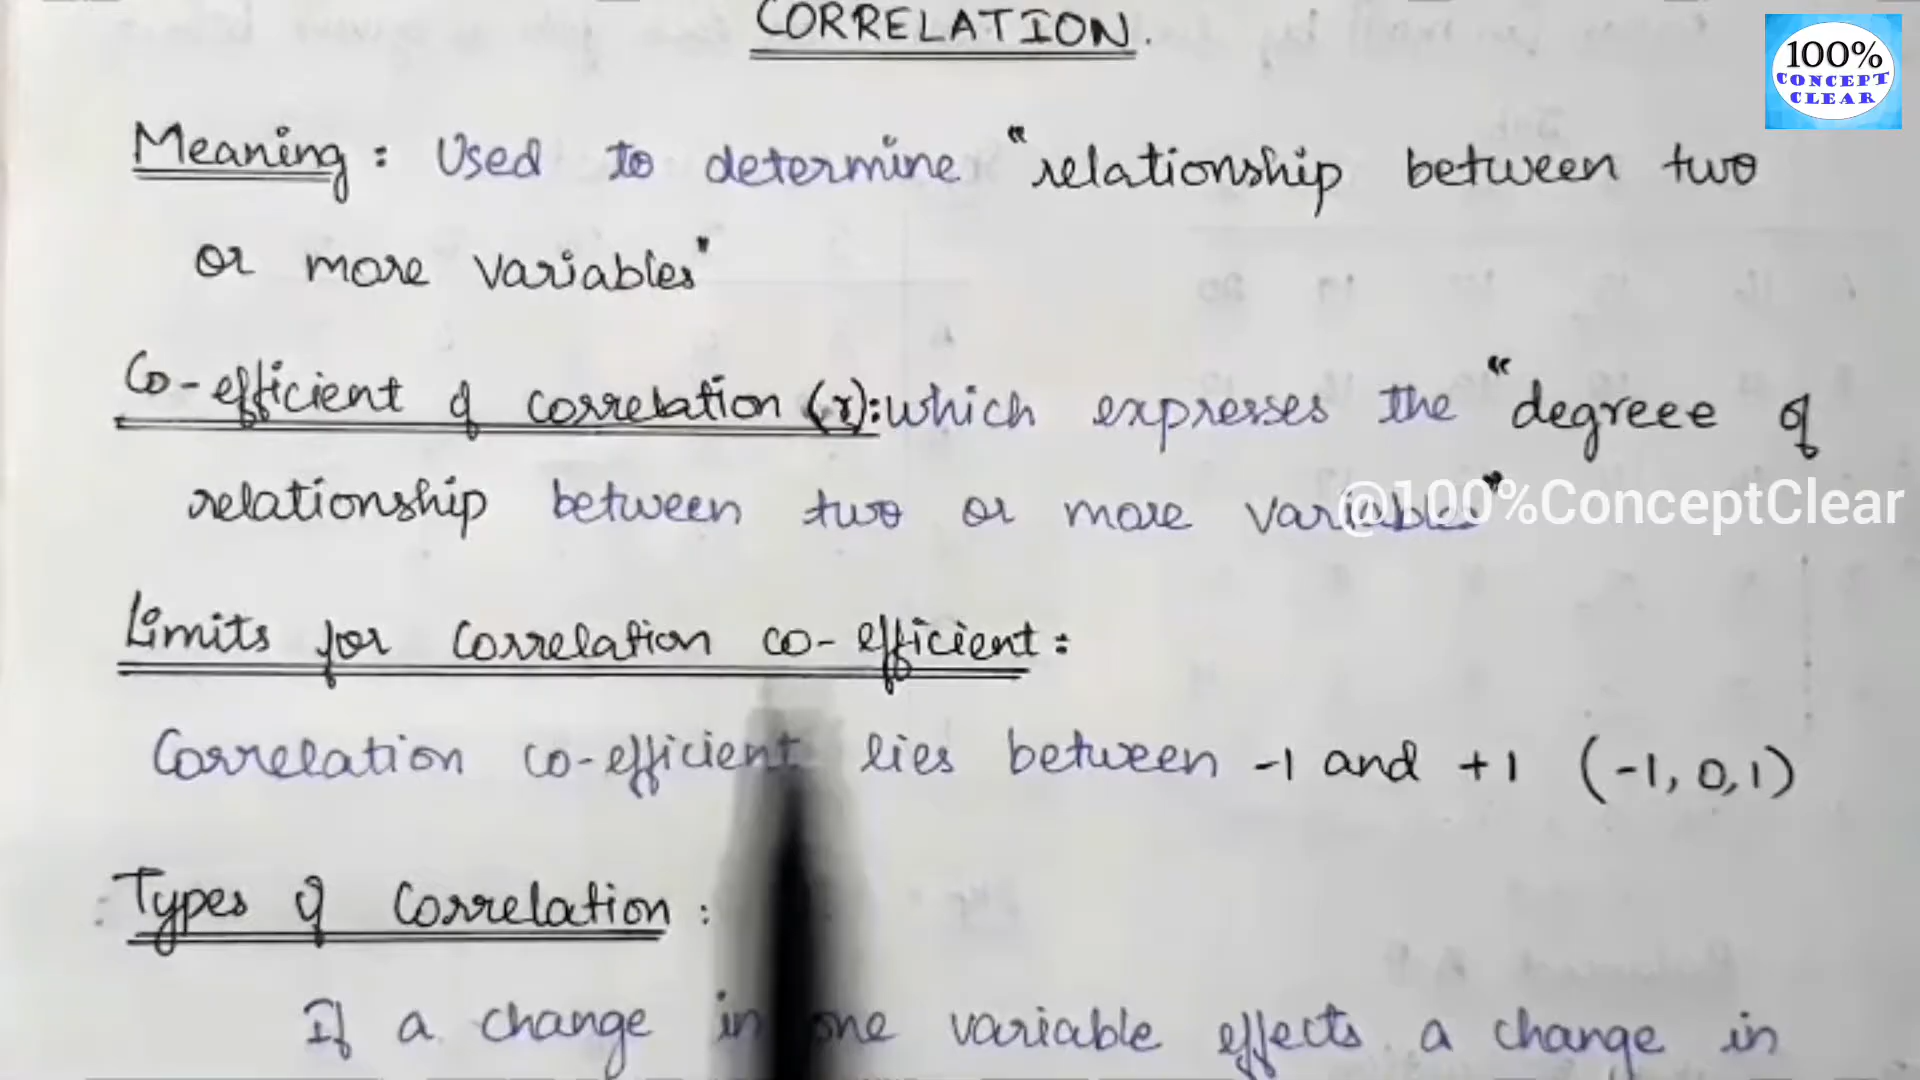 CORRELATION.
100%
CONCEPT
CLEAR
Meaning: Used to determine "relationship between two
or more variables"
Co-efficient of correlation (r): which expresses the "degreee of
relationship between two or more variables"
@100%ConceptClear
Limits for correlation co-efficient:
Correlation co-efficient lies between -1 and +1 (-1, 0, 1)
Types of Correlation :
If a change in one variable effects a change in